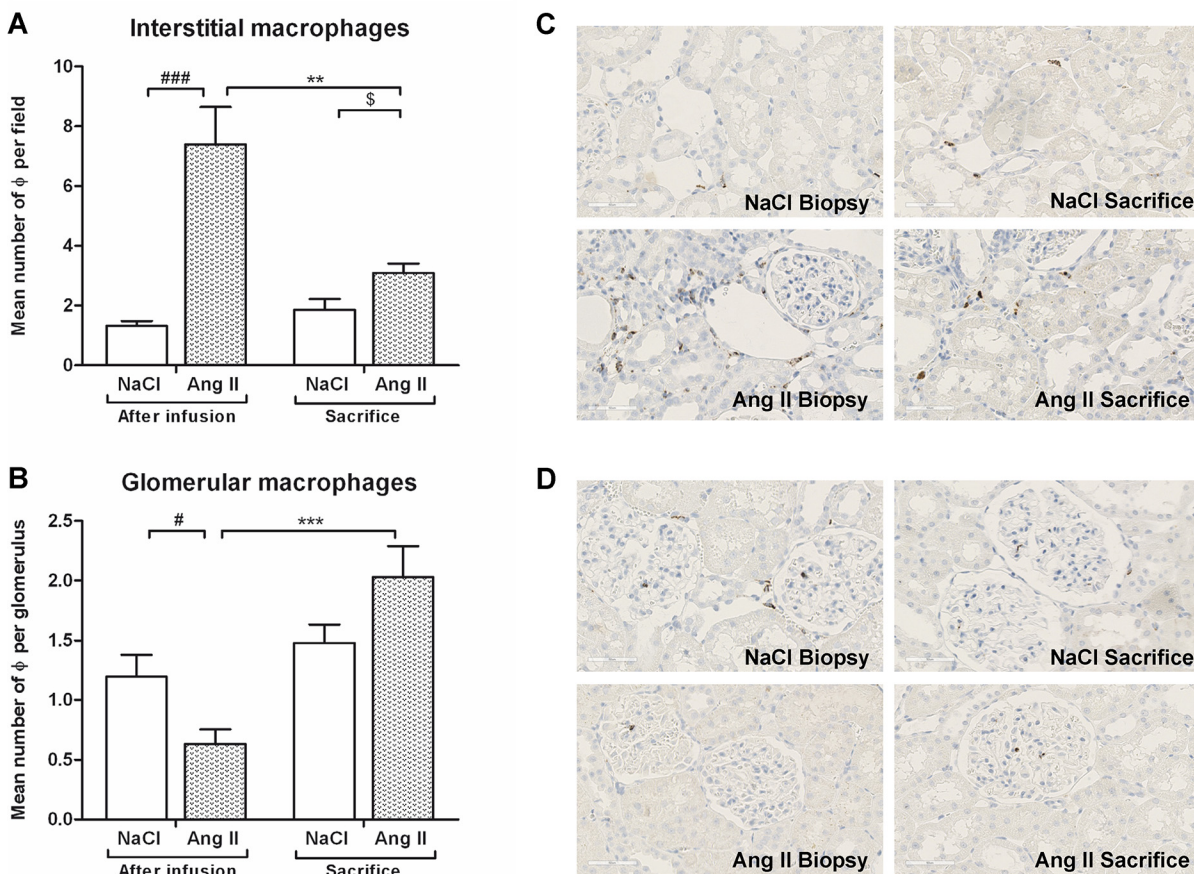 A
Interstitial macrophages
Mean number of ϕ per field
10
8
6
4
2
0
###
**
$
NaCl
Ang II
NaCl
Ang II
After infusion
Sacrifice
B
Glomerular macrophages
Mean number of ϕ per glomerulus
2.5
2.0
1.5
1.0
0.5
0.0
#
***
NaCl
Ang II
NaCl
Ang II
After infusion
Sacrifice
C
NaCl Biopsy
NaCl Sacrifice
Ang II Biopsy
Ang II Sacrifice
D
NaCl Biopsy
NaCl Sacrifice
Ang II Biopsy
Ang II Sacrifice